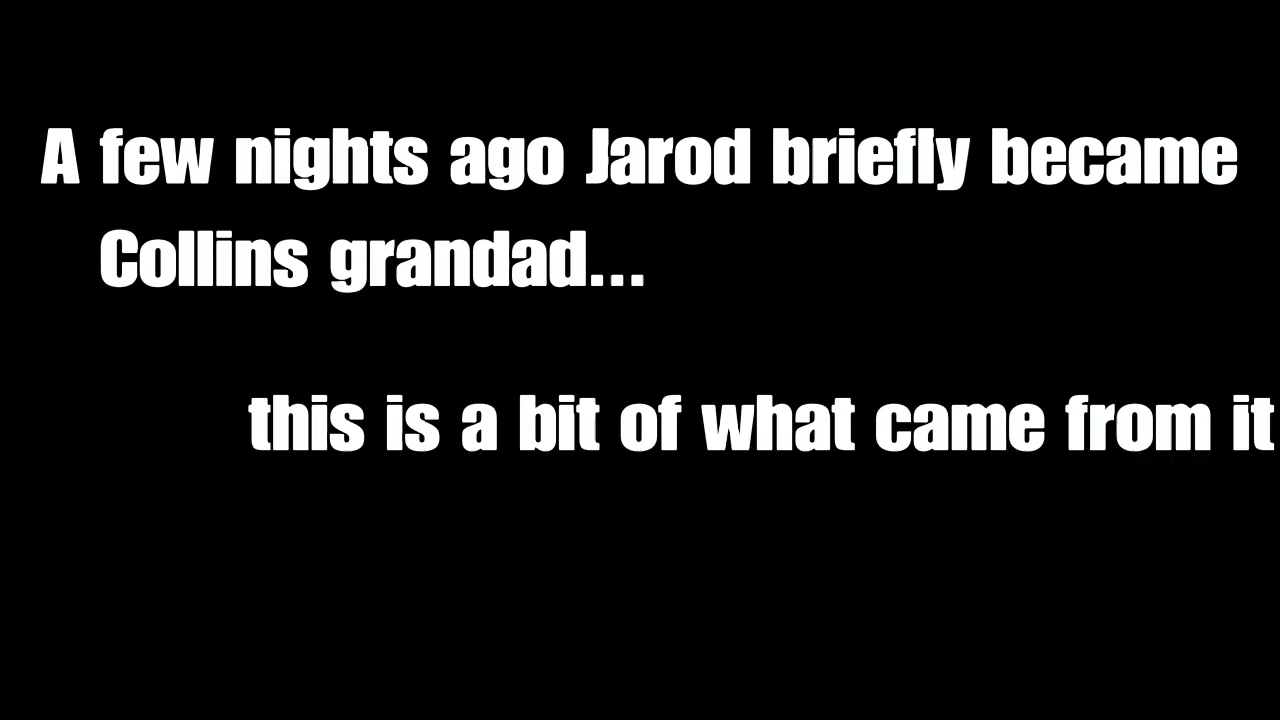 A few nights ago Jarod briefly became
Collins grandad...
this is a bit of what came from it